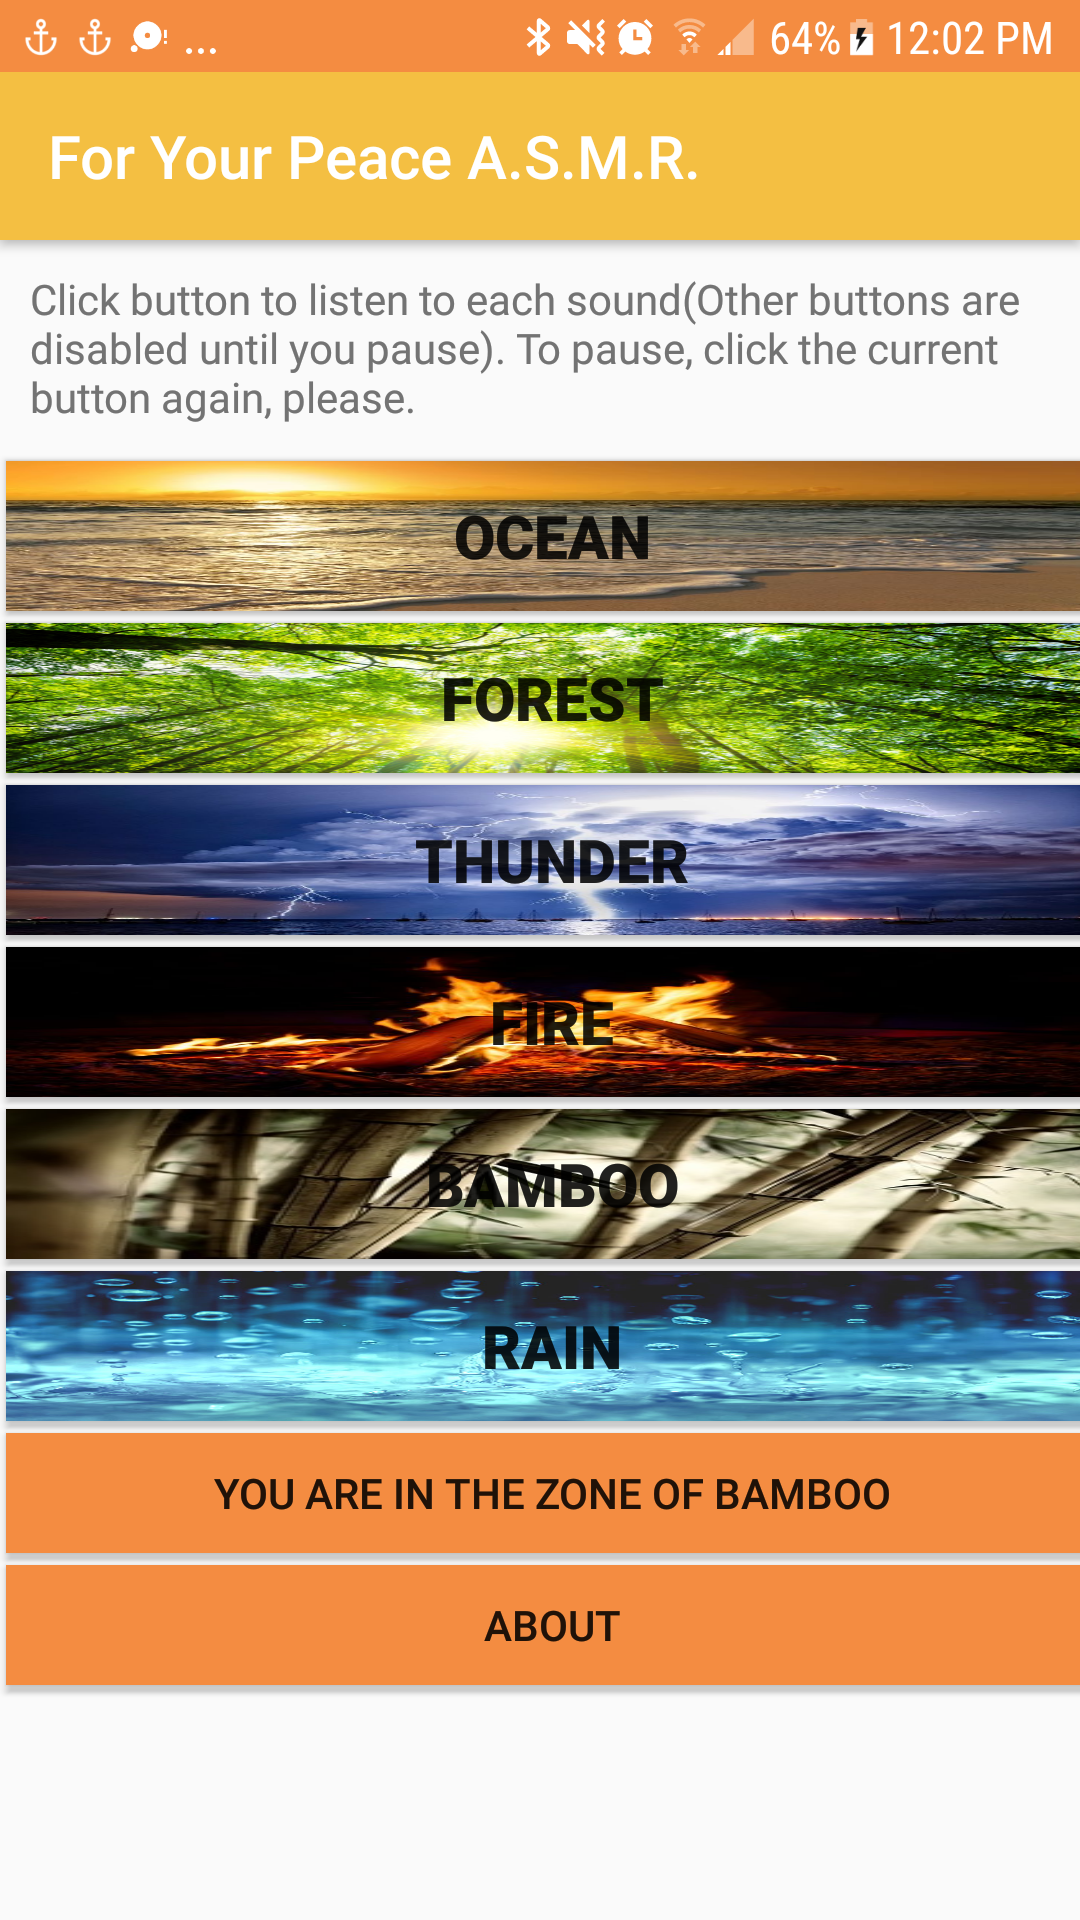 64% 12:02 PM
For Your Peace A.S.M.R.
Click button to listen to each sound(Other buttons are
disabled until you pause). To pause, click the current
button again, please.
OCEAN
FOREST
THUNDER
FIRE
BAMBOO
RAIN
YOU ARE IN THE ZONE OF BAMBOO
ABOUT